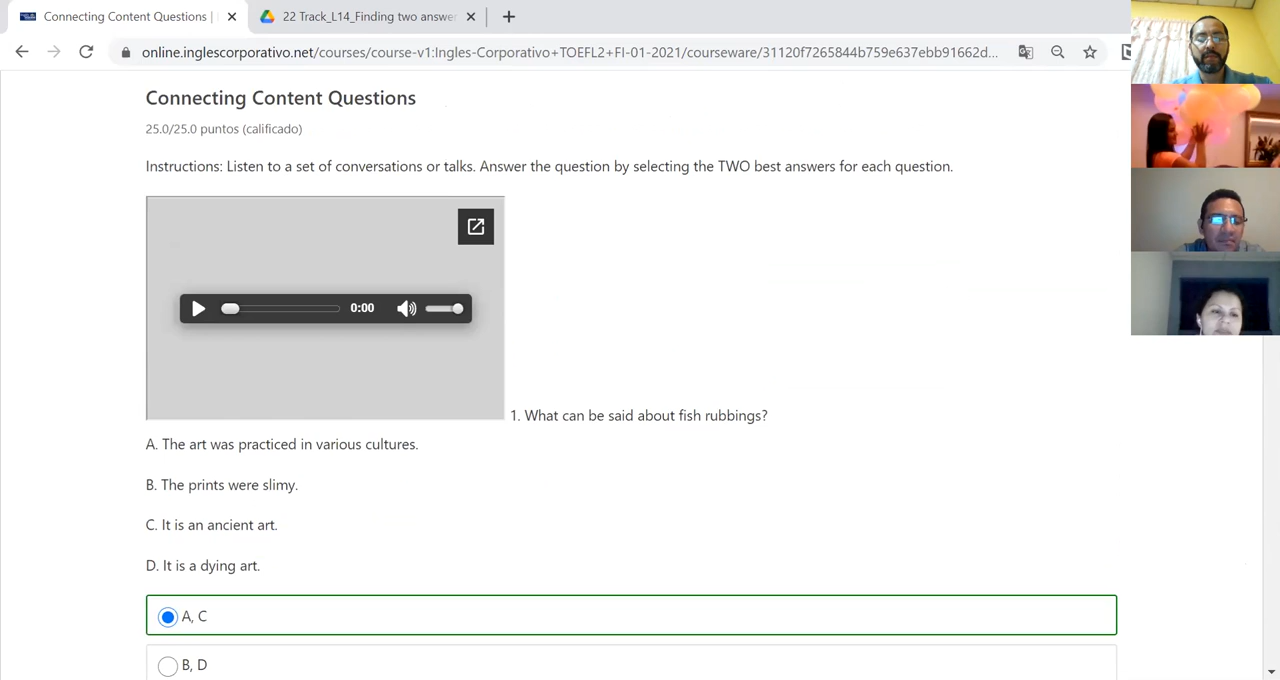 Connecting Content Questions |
22 Track_L14_Finding two answer
online.inglescorporativo.net/courses/course-v1:Ingles-Corporativo+TOEFL2+FI-01-2021/courseware/31120f7265844b759e637ebb91662d...
Connecting Content Questions
25.0/25.0 puntos (calificado)
Instructions: Listen to a set of conversations or talks. Answer the question by selecting the TWO best answers for each question.
0:00
1. What can be said about fish rubbings?
A. The art was practiced in various cultures.
B. The prints were slimy.
C. It is an ancient art.
D. It is a dying art.
A, C
B, D